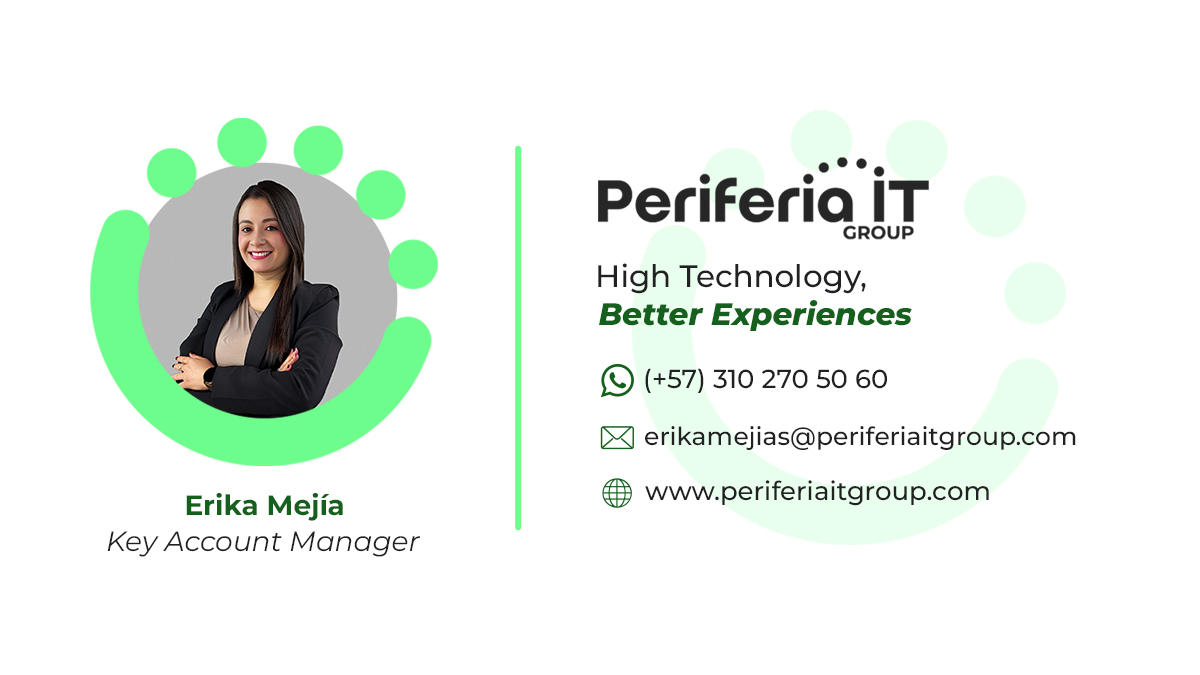 Erika Mejía
Key Account Manager
Periferia IT
GROUP
High Technology,
Better Experiences
(+57) 310 270 50 60
erikamejias@periferiaitgroup.com
www.periferiaitgroup.com